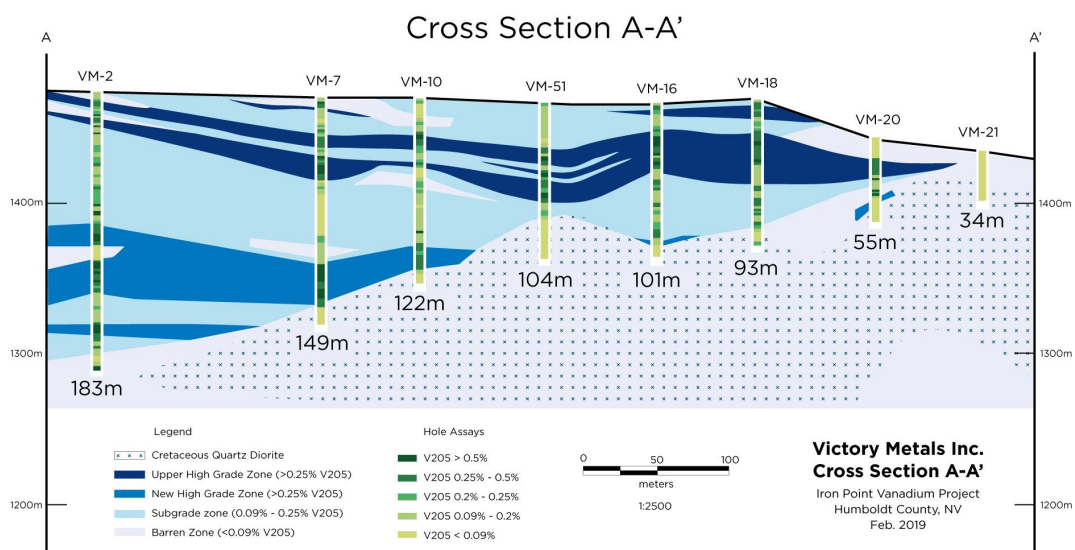 Cross Section A-A’
A
A’
VM-2
VM-7
VM-10
VM-51
VM-16
VM-18
VM-20
VM-21
1400m
1400m
34m
55m
93m
101m
104m
122m
149m
183m
1300m
1300m
1200m
1200m
Legend
Cretaceous Quartz Diorite
Upper High Grade Zone (>0.25% V205)
New High Grade Zone (>0.25% V205)
Subgrade zone (0.09% - 0.25% V205)
Barren Zone (<0.09% V205)
Hole Assays
V205 > 0.5%
V205 0.25% - 0.5%
V205 0.2% - 0.25%
V205 0.09% - 0.2%
V205 < 0.09%
0 50 100
meters
1:2500
Victory Metals Inc.
Cross Section A-A’
Iron Point Vanadium Project
Humboldt County, NV
Feb. 2019